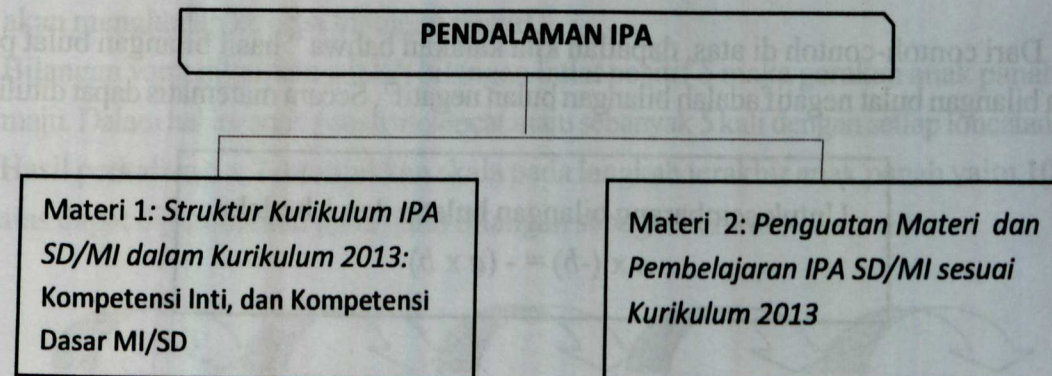 PENDALAMAN IPA
Materi 1: Struktur Kurikulum IPA
SD/MI dalam Kurikulum 2013:
Kompetensi Inti, dan Kompetensi
Dasar MI/SD
Materi 2: Penguatan Materi dan
Pembelajaran IPA SD/MI sesuai
Kurikulum 2013